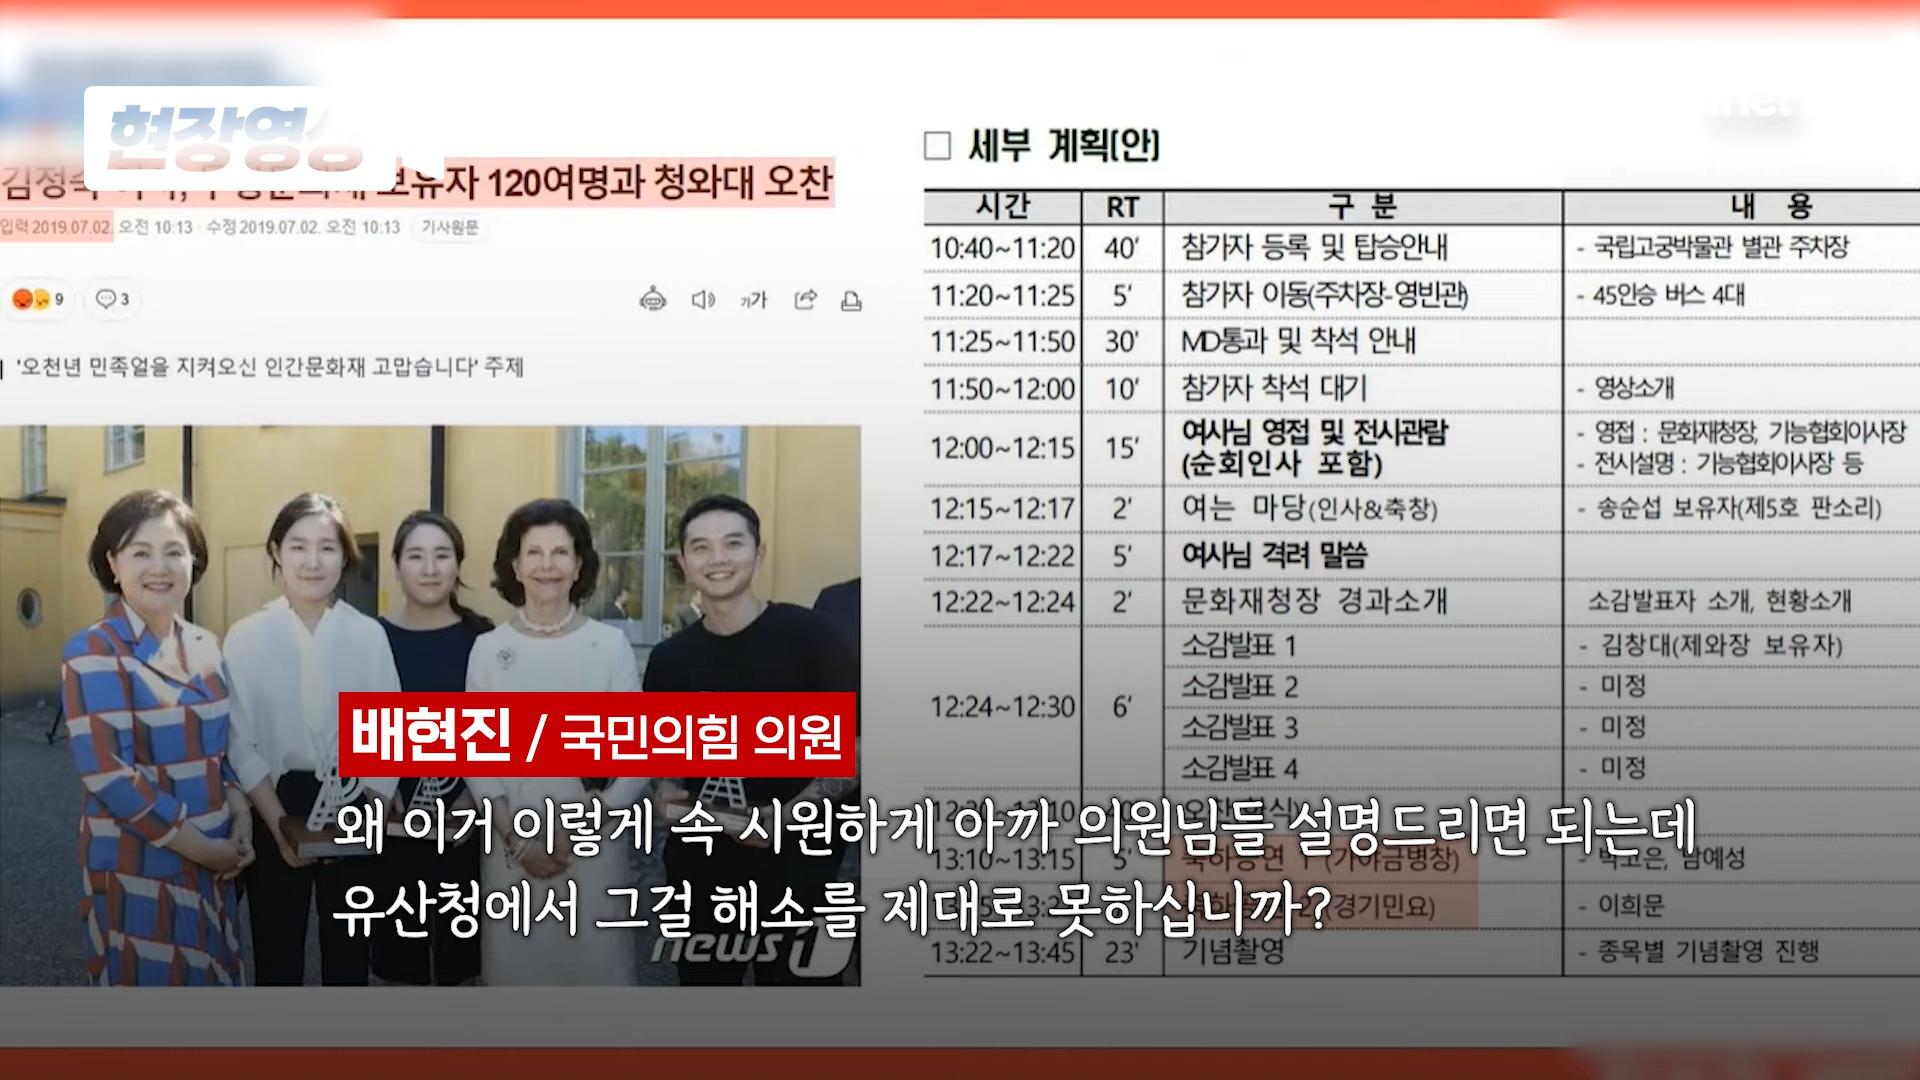 현장영상
보유자 120여명과 청와대 오찬
입력 2019.07.02. 오전 10:13 · 수정 2019.07.02. 오전 10:13 기사원문
9 3
가가
'오천년 민족얼을 지켜오신 인간문화재 고맙습니다' 주제
news1
□ 세부 계획(안)
시간 RT 구 분 내 용
10:40~11:20 40′ 참가자 등록 및 탑승안내 - 국립고궁박물관 별관 주차장
11:20~11:25 5′ 참가자 이동(주차장-영빈관) - 45인승 버스 4대
11:25~11:50 30′ MD통과 및 착석 안내
11:50~12:00 10′ 참가자 착석 대기 - 영상소개
12:00~12:15 15′ 여사님 영접 및 전시관람 (순회인사 포함) - 영접 : 문화재청장, 기능협회이사장
- 전시설명 : 기능협회이사장 등
12:15~12:17 2′ 여는 마당(인사&축창) - 송순섭 보유자(제5호 판소리)
12:17~12:22 5′ 여사님 격려 말씀
12:22~12:24 2′ 문화재청장 경과소개 소감발표자 소개, 현황소개
12:24~12:30 6′ 소감발표 1 - 김창대(제와장 보유자)
소감발표 2 - 미정
소감발표 3 - 미정
소감발표 4 - 미정
13:10~13:15 5′ (가야금병창) - 박고은, 남예성
(경기민요) - 이희문
13:22~13:45 23′ 기념촬영 - 종목별 기념촬영 진행
배현진 / 국민의힘 의원
왜 이거 이렇게 속 시원하게 아까 의원님들 설명드리면 되는데
유산청에서 그걸 해소를 제대로 못하십니까?